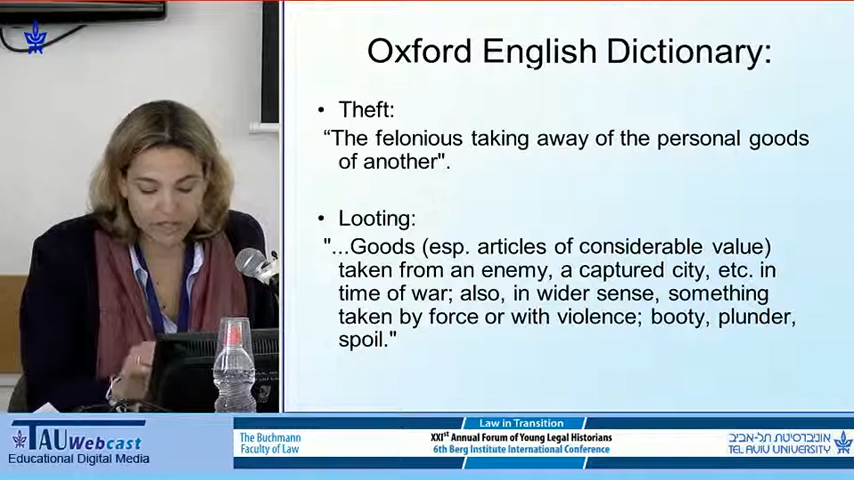 Oxford English Dictionary:
• Theft:
“The felonious taking away of the personal goods
of another".
• Looting:
"...Goods (esp. articles of considerable value)
taken from an enemy, a captured city, etc. in
time of war; also, in wider sense, something
taken by force or with violence; booty, plunder,
spoil."
TAU Webcast
Educational Digital Media
The Buchmann
Faculty of Law
Law in Transition
XXIst Annual Forum of Young Legal Historians
6th Berg Institute International Conference
אוניברסיטת תל-אביב
TEL AVIV UNIVERSITY